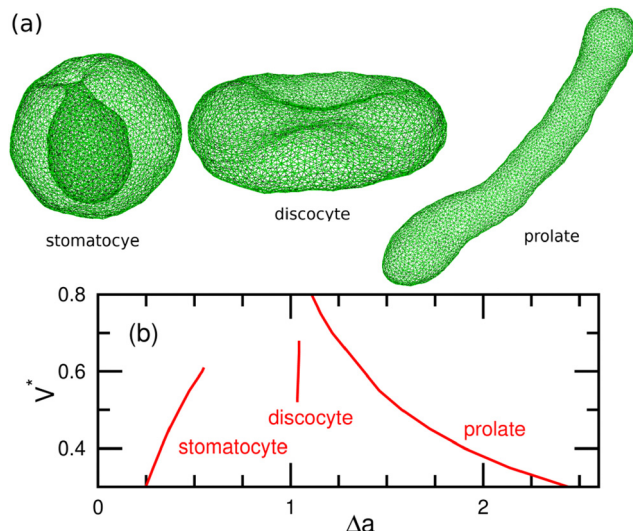 (a)
stomatocye
discocyte
prolate
(b)
0.8
0.6
0.4
V*
stomatocyte
discocyte
prolate
0
1
2
Δa